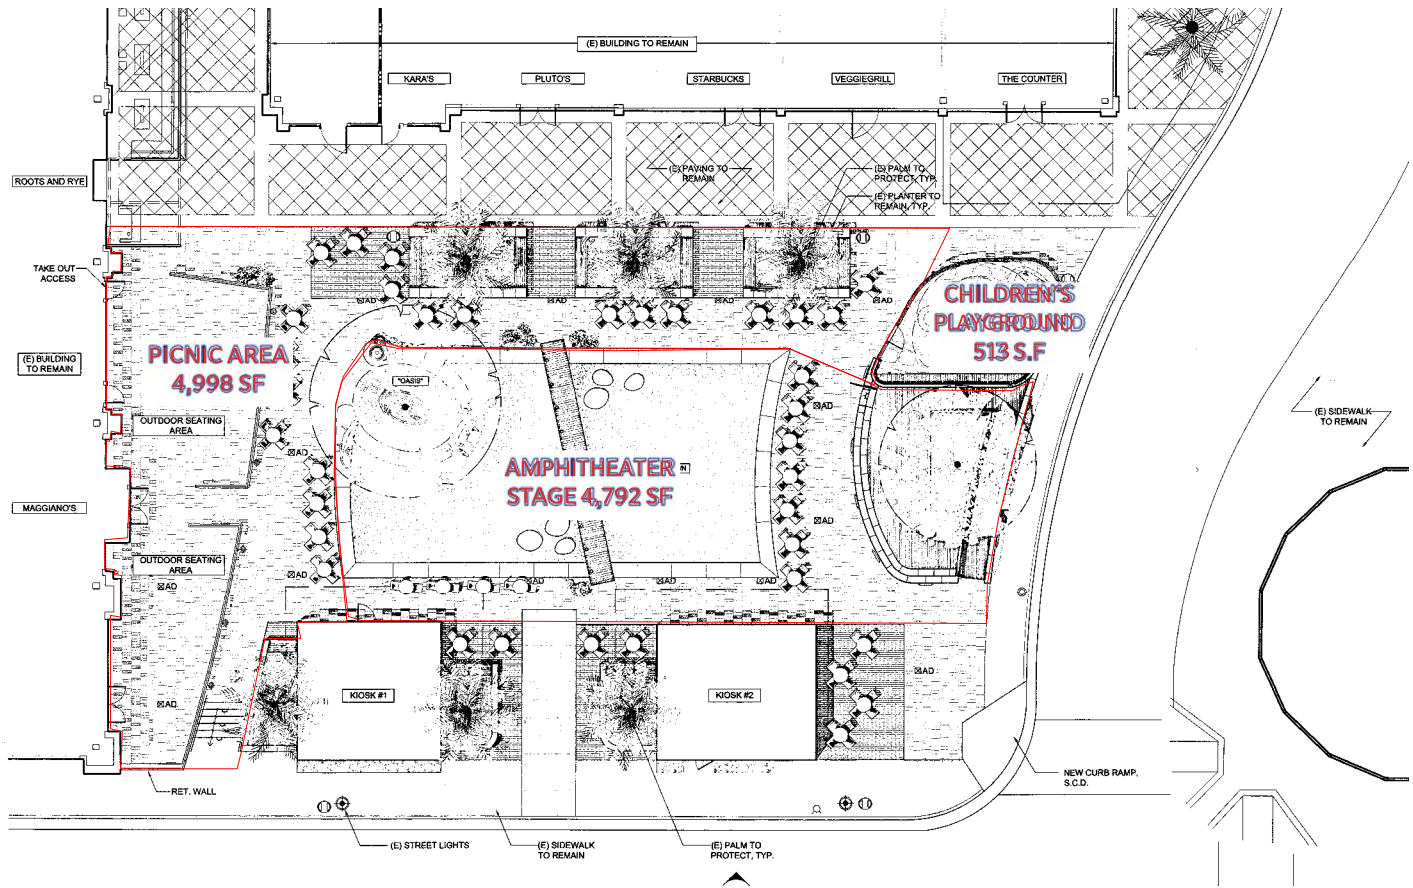 (E) BUILDING TO REMAIN
KARA'S
PLUTO'S
STARBUCKS
VEGGIEGRILL
THE COUNTER
ROOTS AND RYE
(E) PAVING TO
REMAIN
(E) PALM TO
PROTECT, TYP.
(E) PLANTER TO
REMAIN, TYP.
TAKE OUT
ACCESS
AD
AD
AD
AD
CHILDREN'S
PLAYGROUND
513 S.F
PICNIC AREA
4,998 SF
(E) BUILDING
TO REMAIN
"OASIS"
AD
(E) SIDEWALK
TO REMAIN
OUTDOOR SEATING
AREA
AD
AMPHITHEATER
STAGE 4,792 SF
MAGGIANO'S
AD
OUTDOOR SEATING
AREA
AD
AD
AD
AD
AD
AD
KIOSK #1
KIOSK #2
AD
AD
RET. WALL
NEW CURB RAMP,
S.C.D.
(E) STREET LIGHTS
(E) SIDEWALK
TO REMAIN
(E) PALM TO
PROTECT, TYP.